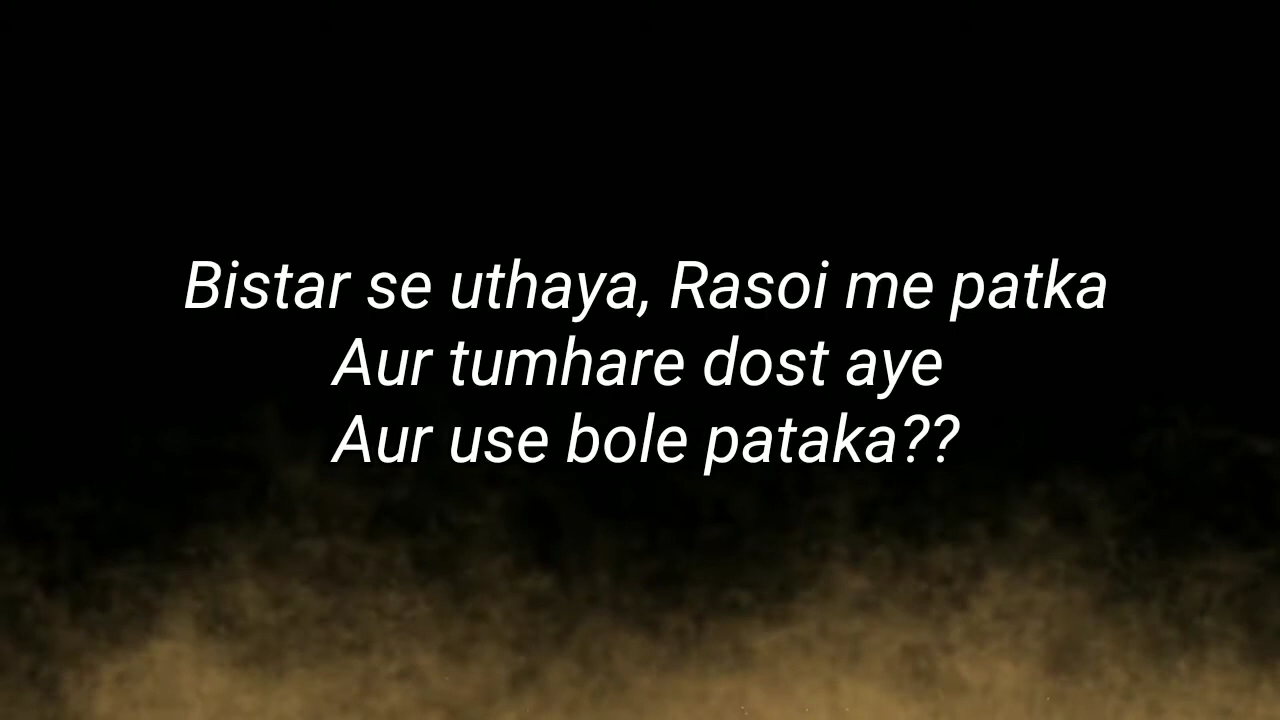 Bistar se uthaya, Rasoi me patka
Aur tumhare dost aye
Aur use bole pataka??